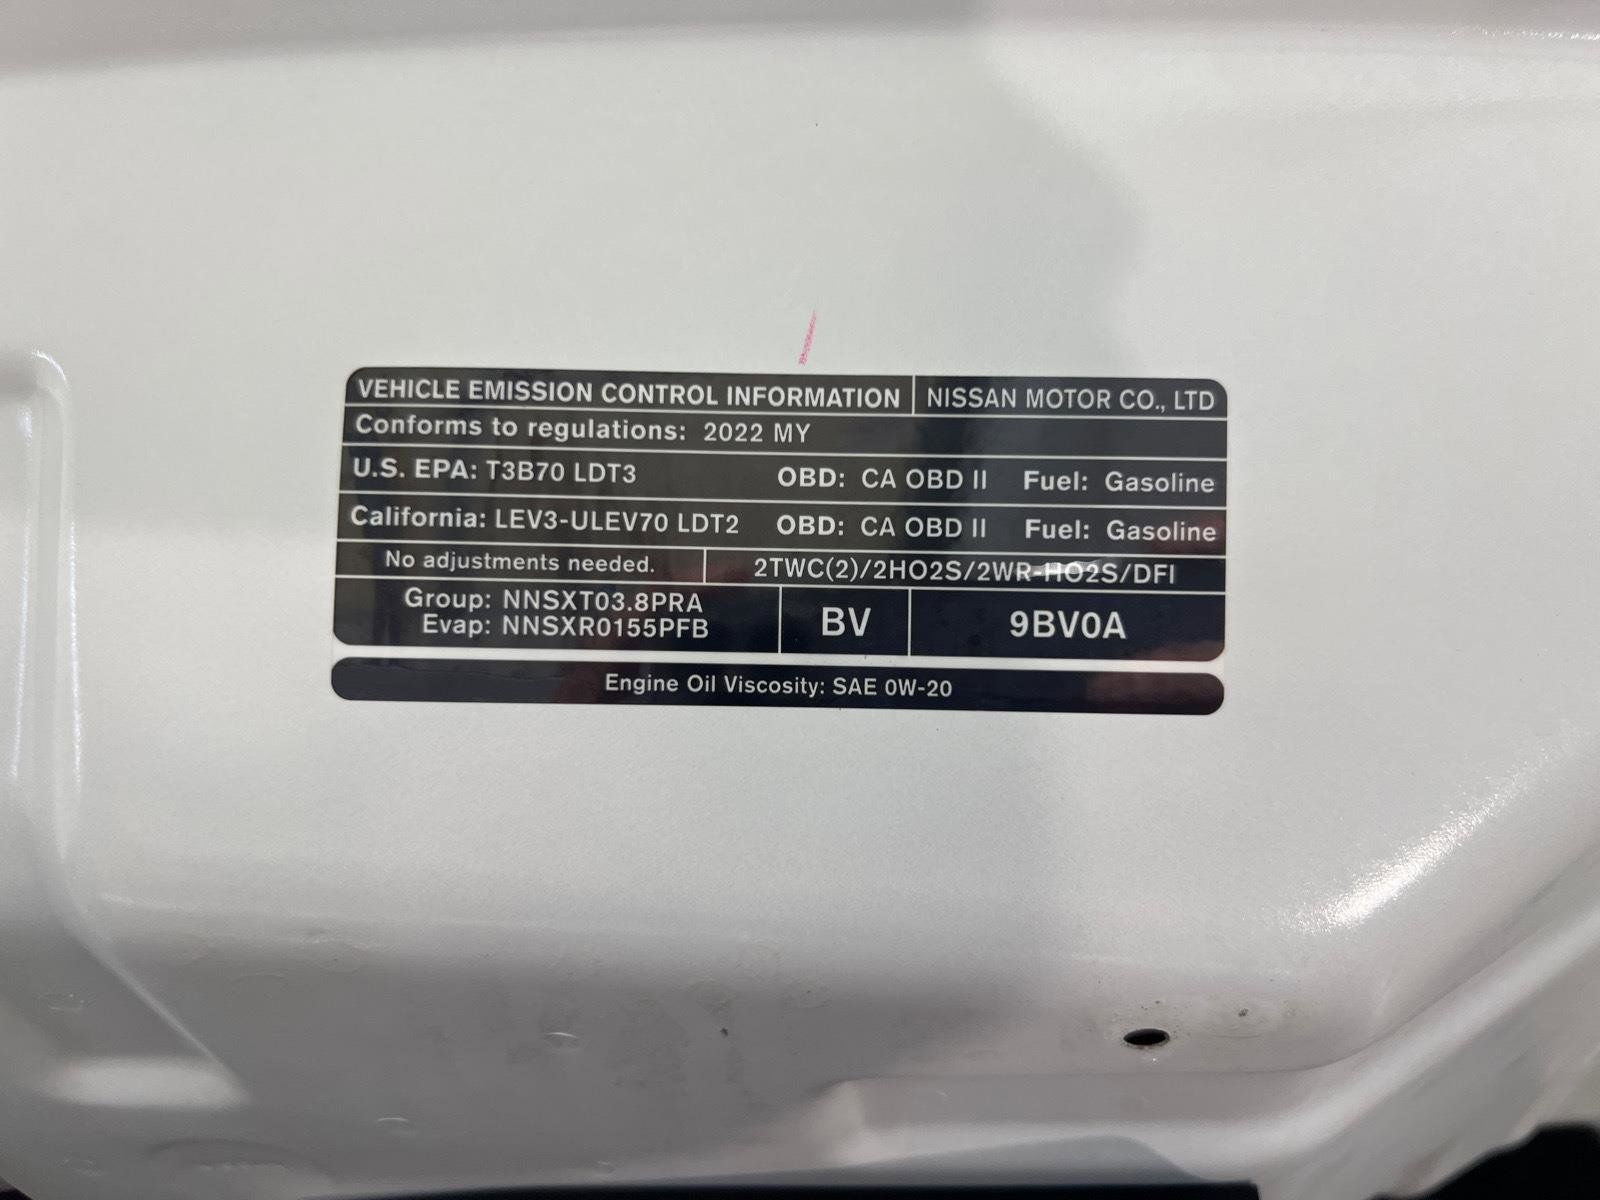 VEHICLE EMISSION CONTROL INFORMATION NISSAN MOTOR CO., LTD
Conforms to regulations: 2022 MY
U.S. EPA: T3B70 LDT3 OBD: CA OBD II Fuel: Gasoline
California: LEV3-ULEV70 LDT2 OBD: CA OBD II Fuel: Gasoline
No adjustments needed. 2TWC(2)/2HO2S/2WR-HO2S/DFI
Group: NNSXT03.8PRA
Evap: NNSXR0155PFB
BV 9BV0A
Engine Oil Viscosity: SAE 0W-20